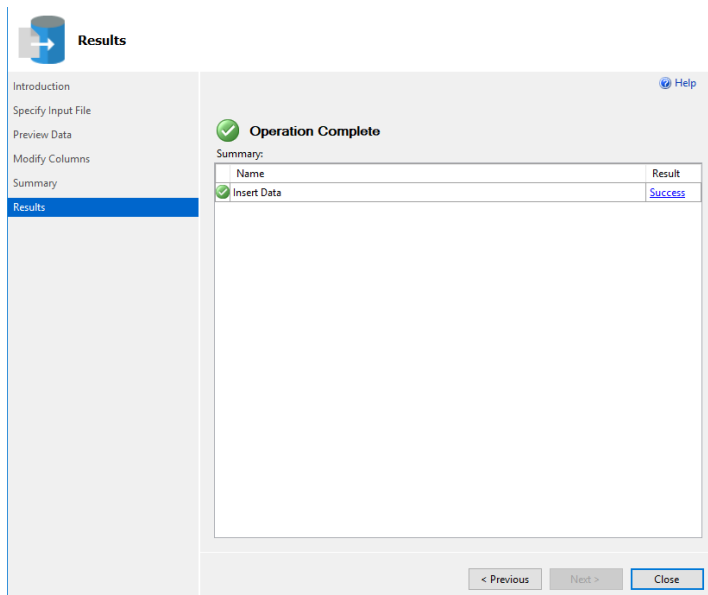 Results
Introduction
Specify Input File
Preview Data
Modify Columns
Summary
Results
Help
Operation Complete
Summary:
Name Result
Insert Data Success
< Previous Next > Close